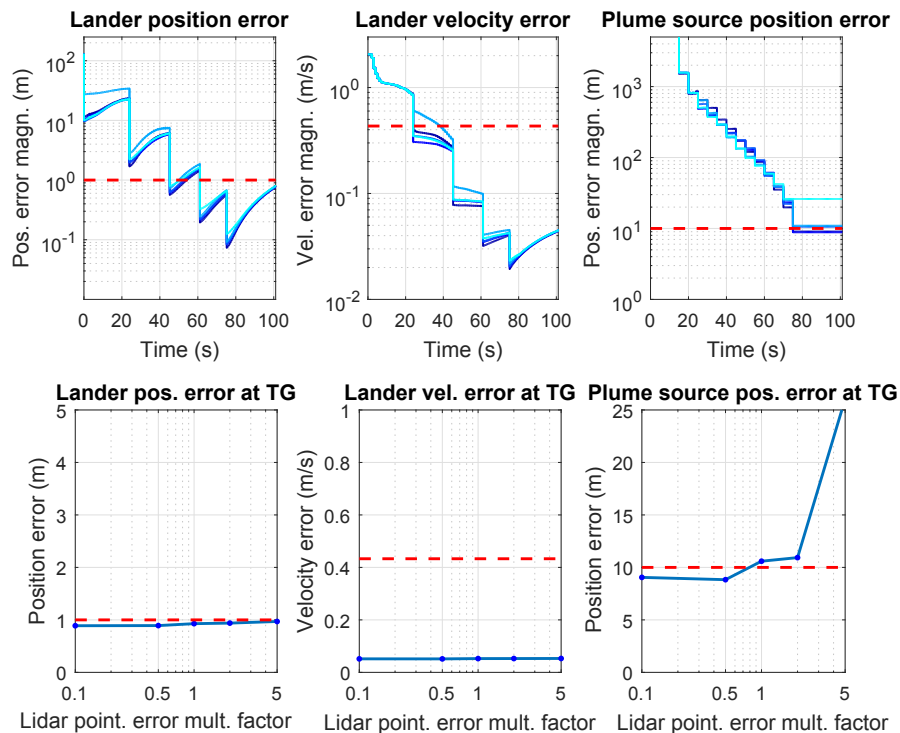 Lander position error
Pos. error magn. (m)
10^2
10^1
10^0
10^-1
0 20 40 60 80 100
Time (s)
Lander velocity error
Vel. error magn. (m/s)
10^0
10^-1
10^-2
0 20 40 60 80 100
Time (s)
Plume source position error
Pos. error magn. (m)
10^3
10^2
10^1
10^0
0 20 40 60 80 100
Time (s)
Lander pos. error at TG
Position error (m)
5
4
3
2
1
0
0.1 0.5 1 5
Lidar point. error mult. factor
Lander vel. error at TG
Velocity error (m/s)
1
0.8
0.6
0.4
0.2
0
0.1 0.5 1 5
Lidar point. error mult. factor
Plume source pos. error at TG
Position error (m)
25
20
15
10
5
0
0.1 0.5 1 5
Lidar point. error mult. factor